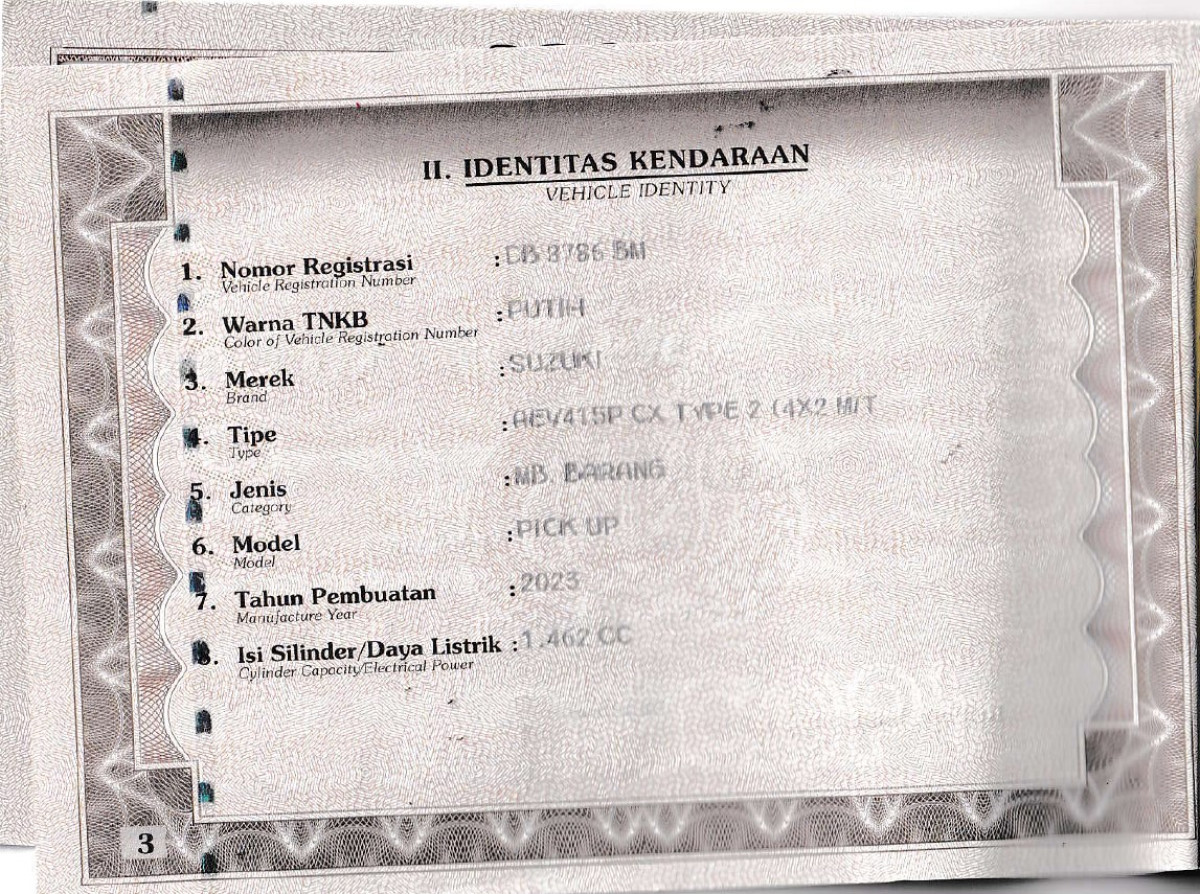 II. IDENTITAS KENDARAAN
VEHICLE IDENTITY
1. Nomor Registrasi : DB 8786 BM
Vehicle Registration Number
2. Warna TNKB : PUTIH
Color of Vehicle Registration Number
3. Merek : SUZUKI
Brand
4. Tipe : AEV415P CX TYPE 2 (4X2 M/T
Type
5. Jenis : MB. BARANG
Category
6. Model : PICK UP
Model
7. Tahun Pembuatan : 2023
Manufacture Year
8. Isi Silinder/Daya Listrik : 1.462 CC
Cylinder Capacity/Electrical Power
3